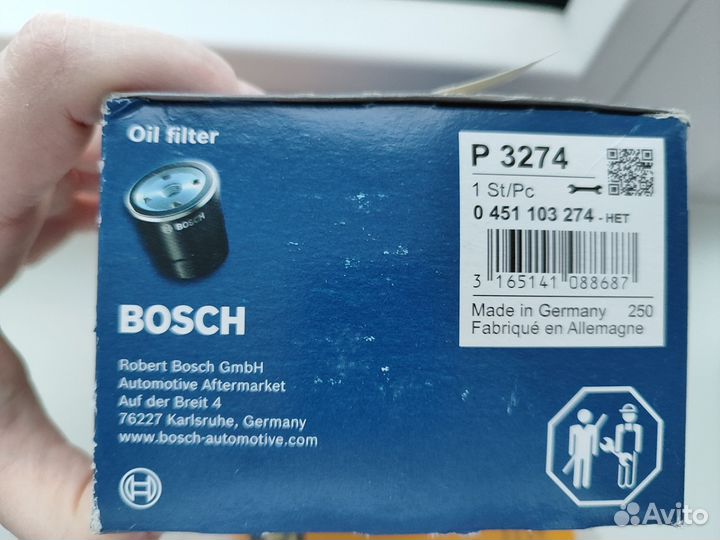 Oil filter
BOSCH
BOSCH
Robert Bosch GmbH
Automotive Aftermarket
Auf der Breit 4
76227 Karlsruhe, Germany
www.bosch-automotive.com
P 3274
1 St/Pc
0 451 103 274 - HET
3 165141 088687
Made in Germany 250
Fabriqué en Allemagne
Avito